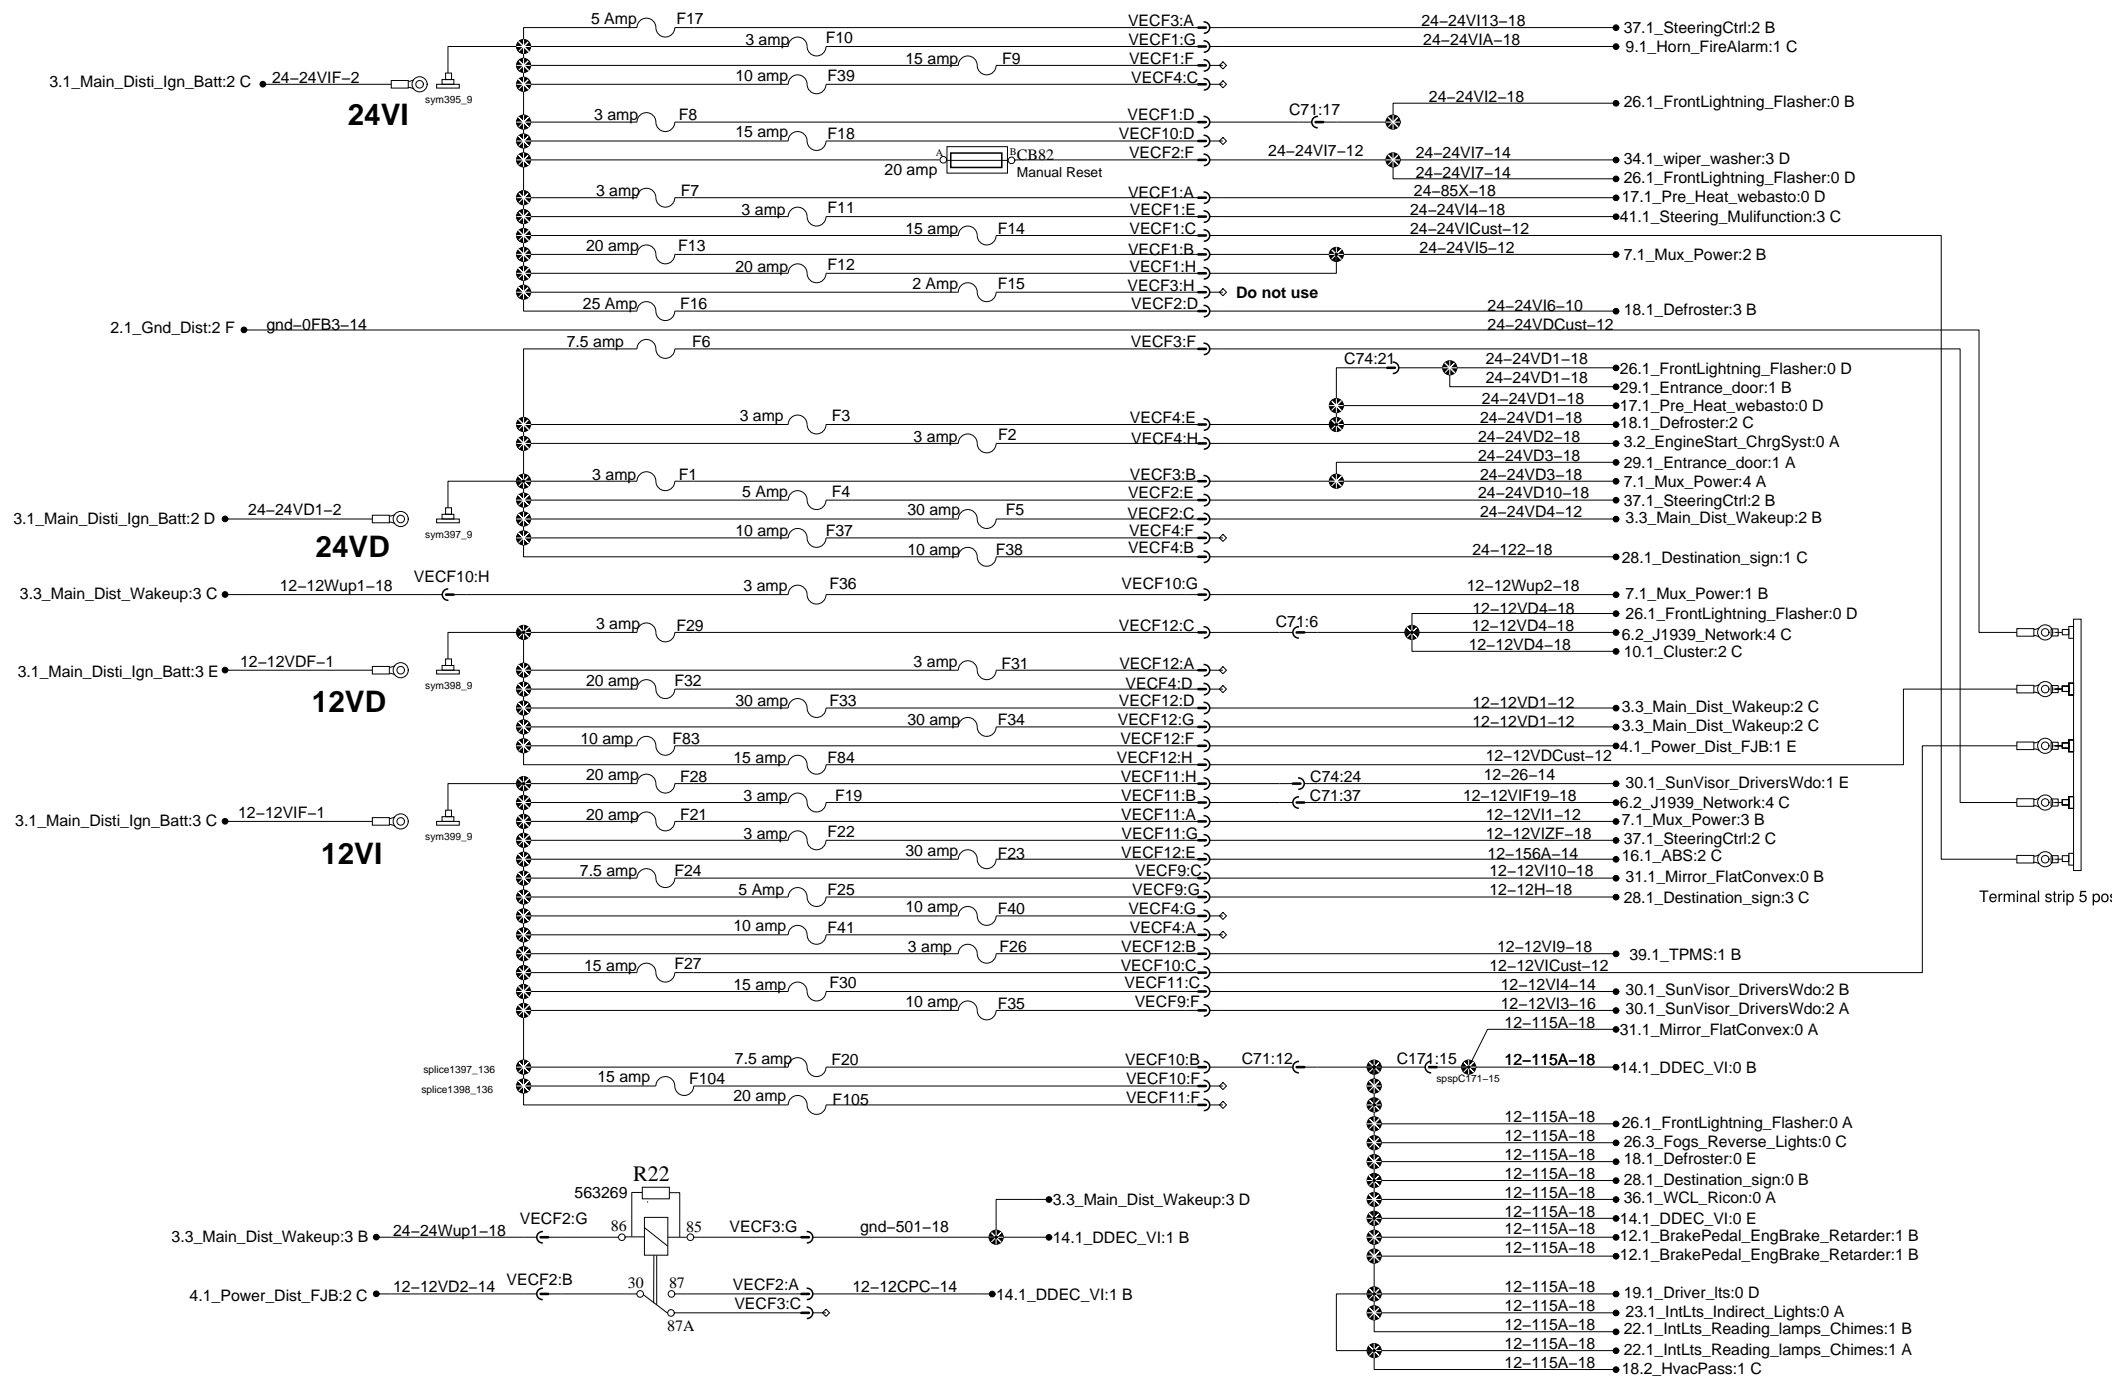 5 Amp F17 VECF3:A 24-24VI13-18 37.1_SteeringCtrl:2 B
3 amp F10 VECF1:G 24-24VIA-18 9.1_Horn_FireAlarm:1 C
15 amp F9 VECF1:F
3.1_Main_Disti_Ign_Batt:2 C 24-24VIF-2 sym395_9 10 amp F39 VECF4:C
24VI
3 amp F8 VECF1:D C71:17 24-24VI2-18 26.1_FrontLightning_Flasher:0 B
15 amp F18 VECF10:D
20 amp A B CB82 Manual Reset VECF2:F 24-24VI7-12 24-24VI7-14 34.1_wiper_washer:3 D
24-24VI7-14 26.1_FrontLightning_Flasher:0 D
3 amp F7 VECF1:A 24-85X-18 17.1_Pre_Heat_webasto:0 D
3 amp F11 VECF1:E 24-24VI4-18 41.1_Steering_Mulifunction:3 C
15 amp F14 VECF1:C 24-24VICust-12
20 amp F13 VECF1:B 24-24VI5-12 7.1_Mux_Power:2 B
20 amp F12 VECF1:H
2 Amp F15 VECF3:H Do not use
25 Amp F16 VECF2:D 24-24VI6-10 18.1_Defroster:3 B
2.1_Gnd_Dist:2 F gnd-0FB3-14 24-24VDCust-12
7.5 amp F6 VECF3:F
C74:21 24-24VD1-18 26.1_FrontLightning_Flasher:0 D
24-24VD1-18 29.1_Entrance_door:1 B
24-24VD1-18 17.1_Pre_Heat_webasto:0 D
3 amp F3 VECF4:E 24-24VD1-18 18.1_Defroster:2 C
3 amp F2 VECF4:H 24-24VD2-18 3.2_EngineStart_ChrgSyst:0 A
24-24VD3-18 29.1_Entrance_door:1 A
3 amp F1 VECF3:B 24-24VD3-18 7.1_Mux_Power:4 A
5 Amp F4 VECF2:E 24-24VD10-18 37.1_SteeringCtrl:2 B
3.1_Main_Disti_Ign_Batt:2 D 24-24VD1-2 sym397_9 30 amp F5 VECF2:C 24-24VD4-12 3.3_Main_Dist_Wakeup:2 B
24VD
10 amp F37 VECF4:F
10 amp F38 VECF4:B 24-122-18 28.1_Destination_sign:1 C
3.3_Main_Dist_Wakeup:3 C 12-12Wup1-18 VECF10:H 3 amp F36 VECF10:G 12-12Wup2-18 7.1_Mux_Power:1 B
12-12VD4-18 26.1_FrontLightning_Flasher:0 D
3 amp F29 VECF12:C C71:6 12-12VD4-18 6.2_J1939_Network:4 C
12-12VD4-18 10.1_Cluster:2 C
3.1_Main_Disti_Ign_Batt:3 E 12-12VDF-1 sym398_9 3 amp F31 VECF12:A
12VD
20 amp F32 VECF4:D
30 amp F33 VECF12:D 12-12VD1-12 3.3_Main_Dist_Wakeup:2 C
30 amp F34 VECF12:G 12-12VD1-12 3.3_Main_Dist_Wakeup:2 C
10 amp F83 VECF12:F 4.1_Power_Dist_FJB:1 E
15 amp F84 VECF12:H 12-12VDCust-12
20 amp F28 VECF11:H C74:24 12-26-14 30.1_SunVisor_DriversWdo:1 E
3 amp F19 VECF11:B C71:37 12-12VIF19-18 6.2_J1939_Network:4 C
3.1_Main_Disti_Ign_Batt:3 C 12-12VIF-1 sym399_9 20 amp F21 VECF11:A 12-12VI1-12 7.1_Mux_Power:3 B
12VI
3 amp F22 VECF11:G 12-12VIZF-18 37.1_SteeringCtrl:2 C
30 amp F23 VECF12:E 12-156A-14 16.1_ABS:2 C
7.5 amp F24 VECF9:C 12-12VI10-18 31.1_Mirror_FlatConvex:0 B
5 Amp F25 VECF9:G 12-12H-18 28.1_Destination_sign:3 C
Terminal strip 5 pos
10 amp F40 VECF4:G
10 amp F41 VECF4:A
3 amp F26 VECF12:B 12-12VI9-18 39.1_TPMS:1 B
15 amp F27 VECF10:C 12-12VICust-12
15 amp F30 VECF11:C 12-12VI4-14 30.1_SunVisor_DriversWdo:2 B
10 amp F35 VECF9:F 12-12VI3-16 30.1_SunVisor_DriversWdo:2 A
12-115A-18 31.1_Mirror_FlatConvex:0 A
splice1397_136 7.5 amp F20 VECF10:B C71:12 C171:15 spspC171-15 12-115A-18 14.1_DDEC_VI:0 B
splice1398_136 15 amp F104 VECF10:F
20 amp F105 VECF11:F
12-115A-18 26.1_FrontLightning_Flasher:0 A
12-115A-18 26.3_Fogs_Reverse_Lights:0 C
12-115A-18 18.1_Defroster:0 E
12-115A-18 28.1_Destination_sign:0 B
12-115A-18 36.1_WCL_Ricon:0 A
12-115A-18 14.1_DDEC_VI:0 E
12-115A-18 12.1_BrakePedal_EngBrake_Retarder:1 B
12-115A-18 12.1_BrakePedal_EngBrake_Retarder:1 B
12-115A-18 19.1_Driver_lts:0 D
12-115A-18 23.1_IntLts_Indirect_Lights:0 A
12-115A-18 22.1_IntLts_Reading_lamps_Chimes:1 B
12-115A-18 22.1_IntLts_Reading_lamps_Chimes:1 A
12-115A-18 18.2_HvacPass:1 C
R22
563269
3.3_Main_Dist_Wakeup:3 D
3.3_Main_Dist_Wakeup:3 B 24-24Wup1-18 VECF2:G 86 85 VECF3:G gnd-501-18 14.1_DDEC_VI:1 B
4.1_Power_Dist_FJB:2 C 12-12VD2-14 VECF2:B 30 87 VECF2:A 12-12CPC-14 14.1_DDEC_VI:1 B
87A VECF3:C